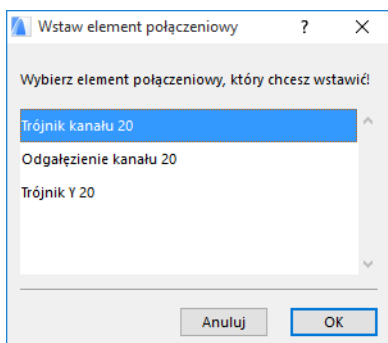 Wstaw element połączeniowy
Wybierz element połączeniowy, który chcesz wstawić!
Trójnik kanału 20
Odgałęzienie kanału 20
Trójnik Y 20
Anuluj OK